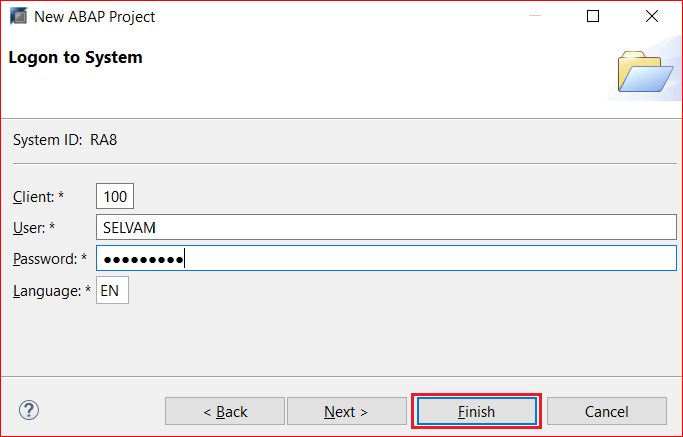 New ABAP Project
Logon to System
System ID: RA8
Client: * 100
User: * SELVAM
Password: * ●●●●●●●●●
Language: * EN
? < Back Next > Finish Cancel